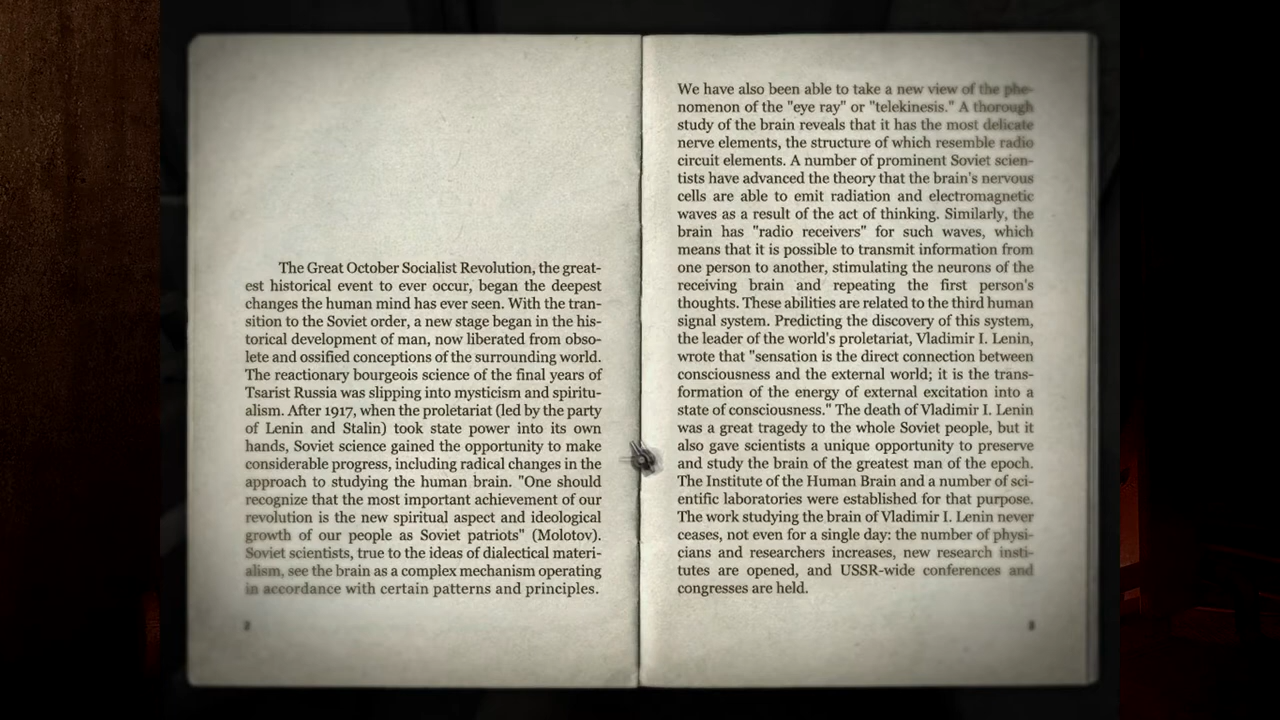 The Great October Socialist Revolution, the great-
est historical event to ever occur, began the deepest
changes the human mind has ever seen. With the tran-
sition to the Soviet order, a new stage began in the his-
torical development of man, now liberated from obso-
lete and ossified conceptions of the surrounding world.
The reactionary bourgeois science of the final years of
Tsarist Russia was slipping into mysticism and spiritu-
alism. After 1917, when the proletariat (led by the party
of Lenin and Stalin) took state power into its own
hands, Soviet science gained the opportunity to make
considerable progress, including radical changes in the
approach to studying the human brain. "One should
recognize that the most important achievement of our
revolution is the new spiritual aspect and ideological
growth of our people as Soviet patriots" (Molotov).
Soviet scientists, true to the ideas of dialectical materi-
alism, see the brain as a complex mechanism operating
in accordance with certain patterns and principles.
2
We have also been able to take a new view of the phe-
nomenon of the "eye ray" or "telekinesis." A thorough
study of the brain reveals that it has the most delicate
nerve elements, the structure of which resemble radio
circuit elements. A number of prominent Soviet scien-
tists have advanced the theory that the brain's nervous
cells are able to emit radiation and electromagnetic
waves as a result of the act of thinking. Similarly, the
brain has "radio receivers" for such waves, which
means that it is possible to transmit information from
one person to another, stimulating the neurons of the
receiving brain and repeating the first person's
thoughts. These abilities are related to the third human
signal system. Predicting the discovery of this system,
the leader of the world's proletariat, Vladimir I. Lenin,
wrote that "sensation is the direct connection between
consciousness and the external world; it is the trans-
formation of the energy of external excitation into a
state of consciousness." The death of Vladimir I. Lenin
was a great tragedy to the whole Soviet people, but it
also gave scientists a unique opportunity to preserve
and study the brain of the greatest man of the epoch.
The Institute of the Human Brain and a number of sci-
entific laboratories were established for that purpose.
The work studying the brain of Vladimir I. Lenin never
ceases, not even for a single day: the number of physi-
cians and researchers increases, new research insti-
tutes are opened, and USSR-wide conferences and
congresses are held.